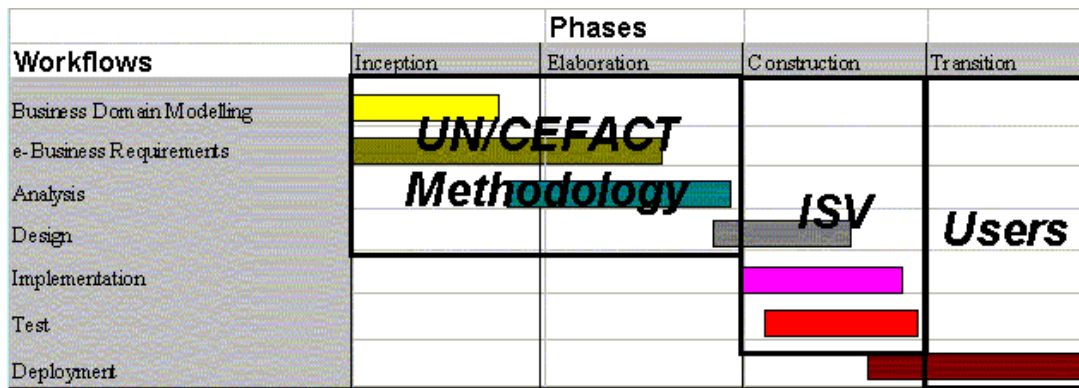 Phases
Workflows
Inception
Elaboration
Construction
Transition
Business Domain Modelling
e-Business Requirements
Analysis
Design
Implementation
Test
Deployment
UN/CEFACT
Methodology
ISV
Users